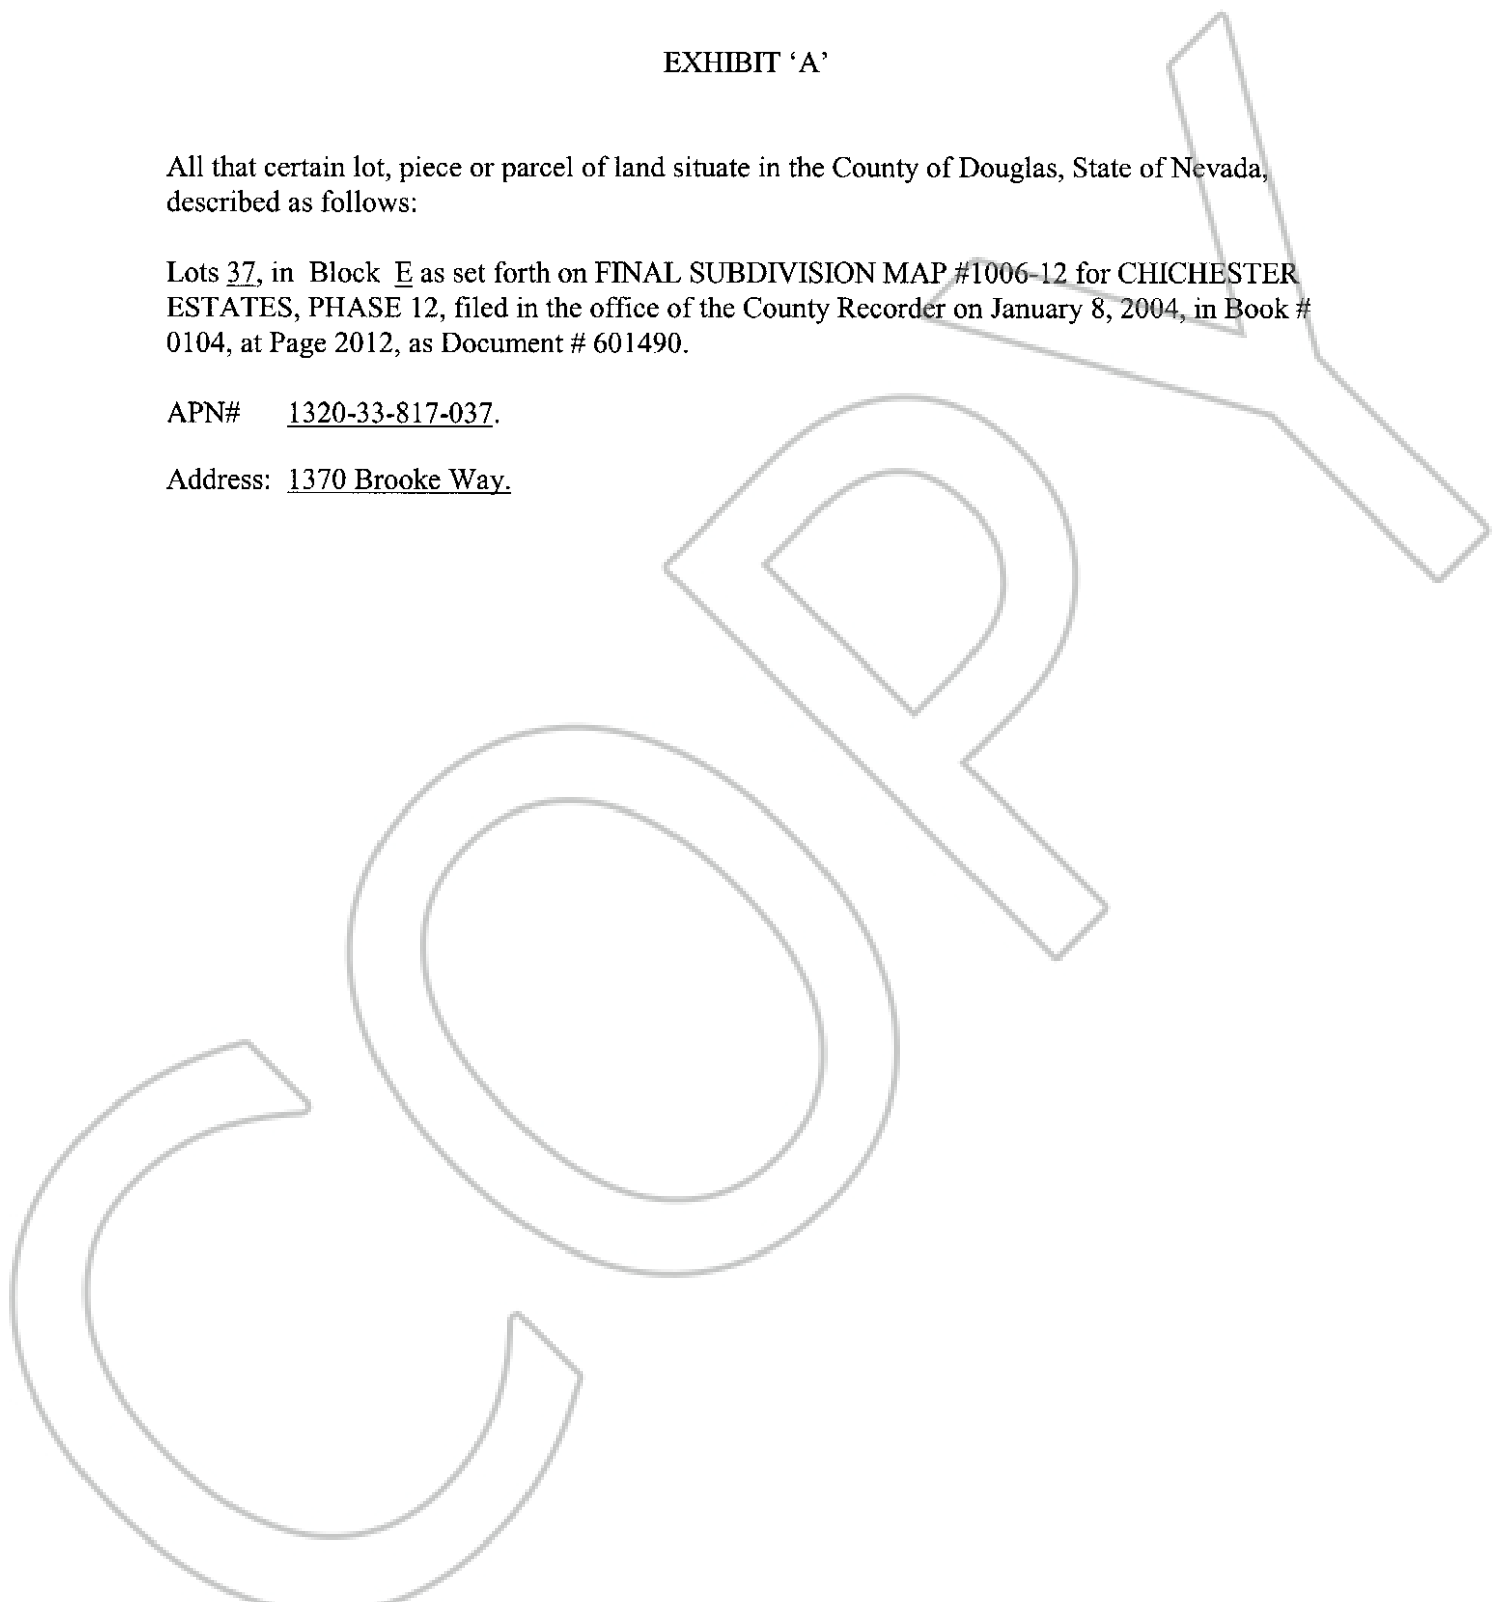 EXHIBIT ‘A’
All that certain lot, piece or parcel of land situate in the County of Douglas, State of Nevada,
described as follows:
Lots 37, in Block E as set forth on FINAL SUBDIVISION MAP #1006-12 for CHICHESTER
ESTATES, PHASE 12, filed in the office of the County Recorder on January 8, 2004, in Book #
0104, at Page 2012, as Document # 601490.
APN# 1320-33-817-037.
Address: 1370 Brooke Way.
COPY